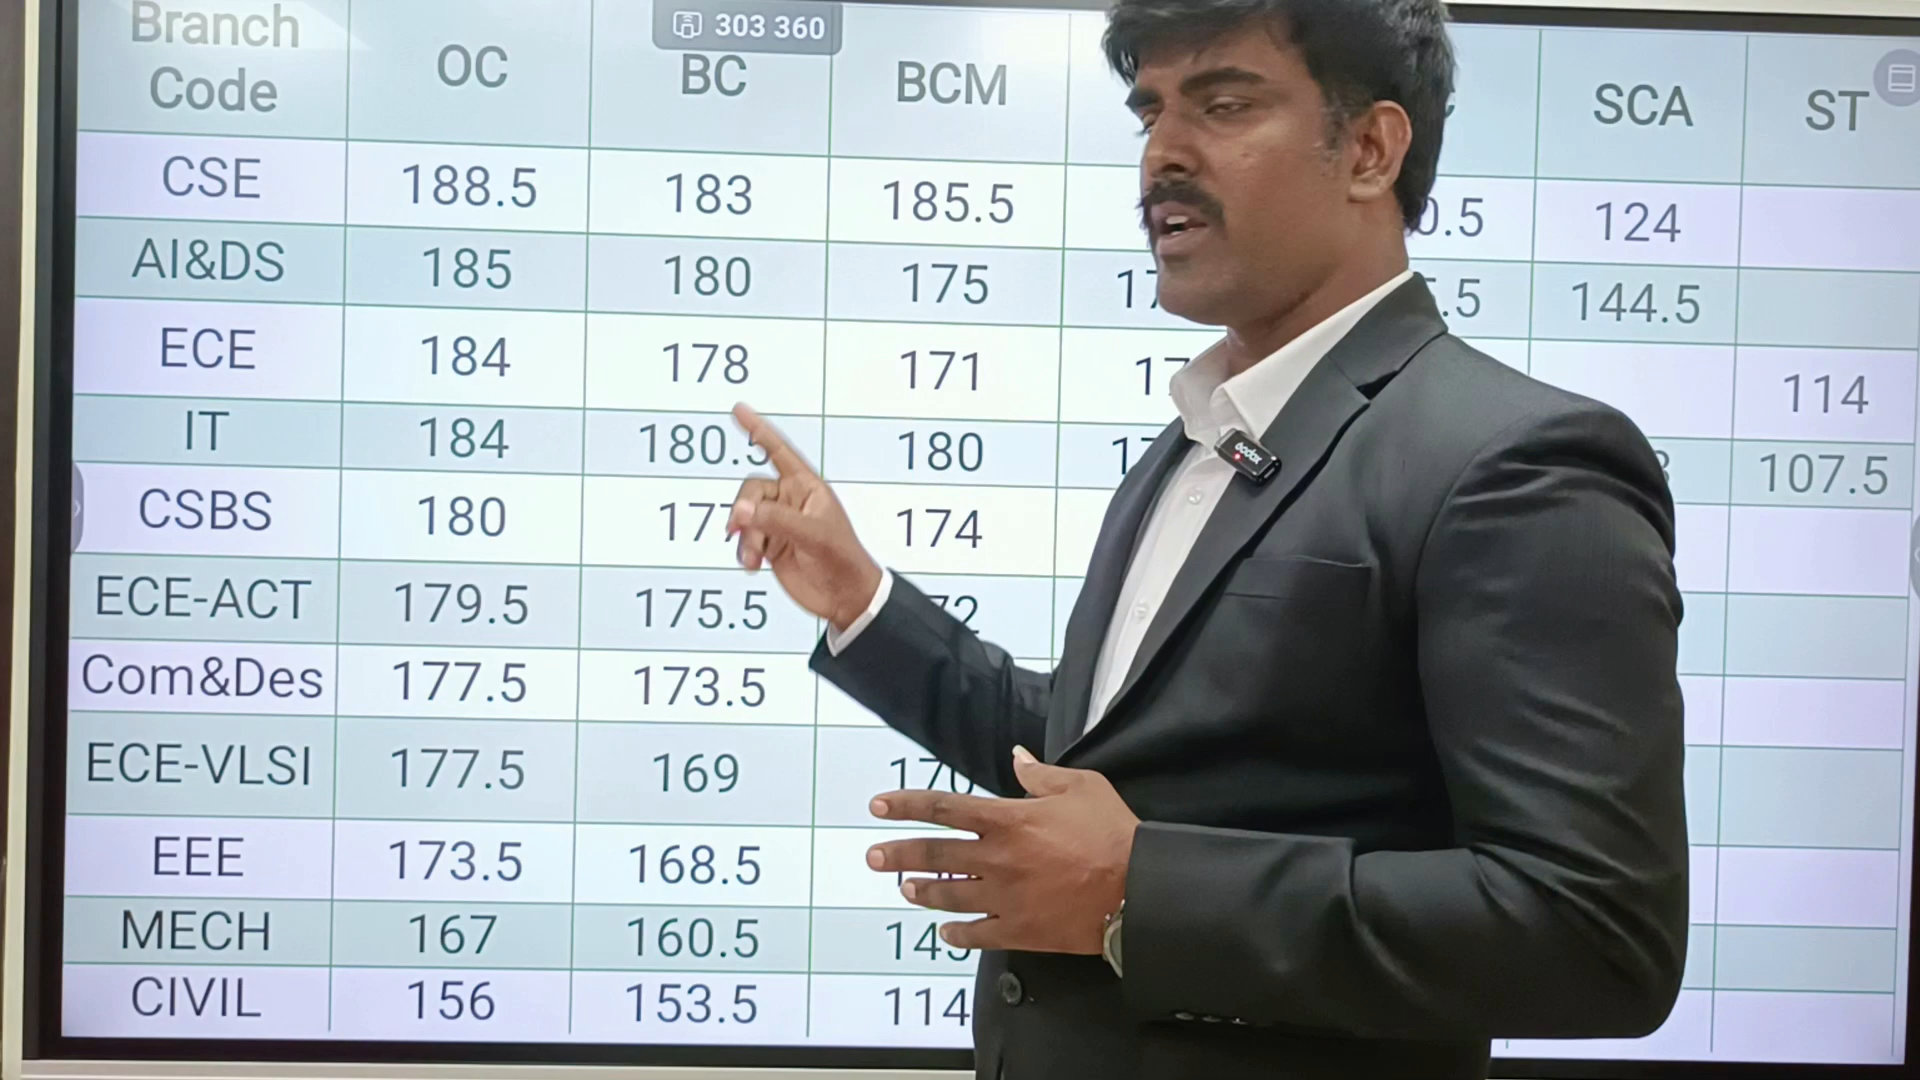 303 360
Branch Code OC BC BCM SCA ST
CSE 188.5 183 185.5 124
AI&DS 185 180 175 144.5
ECE 184 178 171 114
IT 184 180.5 180 107.5
CSBS 180 174
ECE-ACT 179.5 175.5
Com&Des 177.5 173.5
ECE-VLSI 177.5 169
EEE 173.5 168.5
MECH 167 160.5
CIVIL 156 153.5 114
Godox